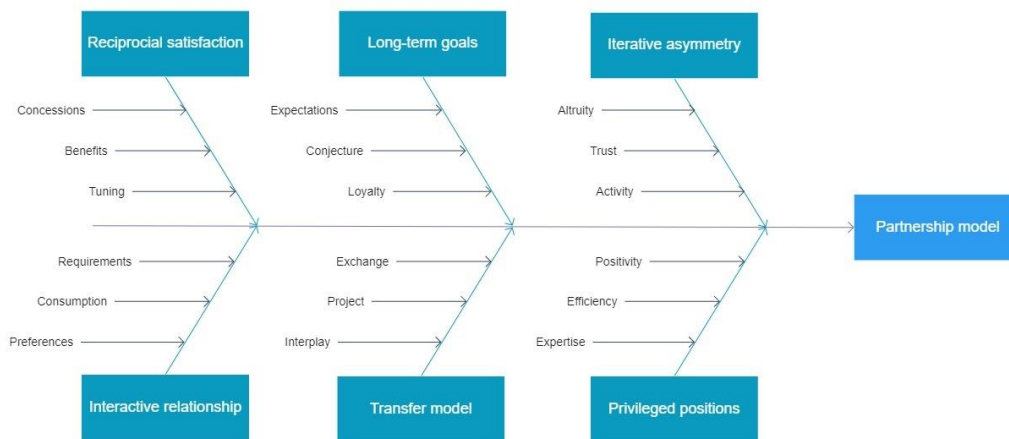 Reciprocial satisfaction
Long-term goals
Iterative asymmetry
Concessions
Expectations
Altruity
Benefits
Conjecture
Trust
Tuning
Loyalty
Activity
Partnership model
Requirements
Exchange
Positivity
Consumption
Project
Efficiency
Preferences
Interplay
Expertise
Interactive relationship
Transfer model
Privileged positions